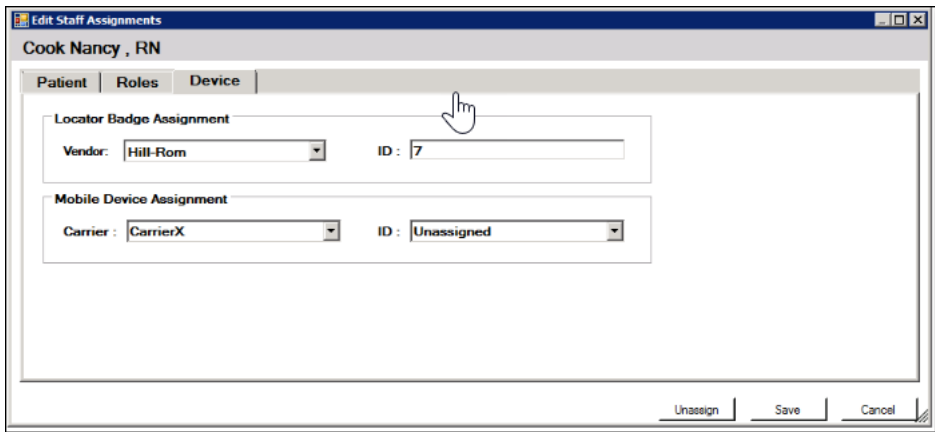 Edit Staff Assignments
Cook Nancy , RN
Patient Roles Device
Locator Badge Assignment
Vendor: Hill-Rom ID : 7
Mobile Device Assignment
Carrier : CarrierX ID : Unassigned
Unassign Save Cancel